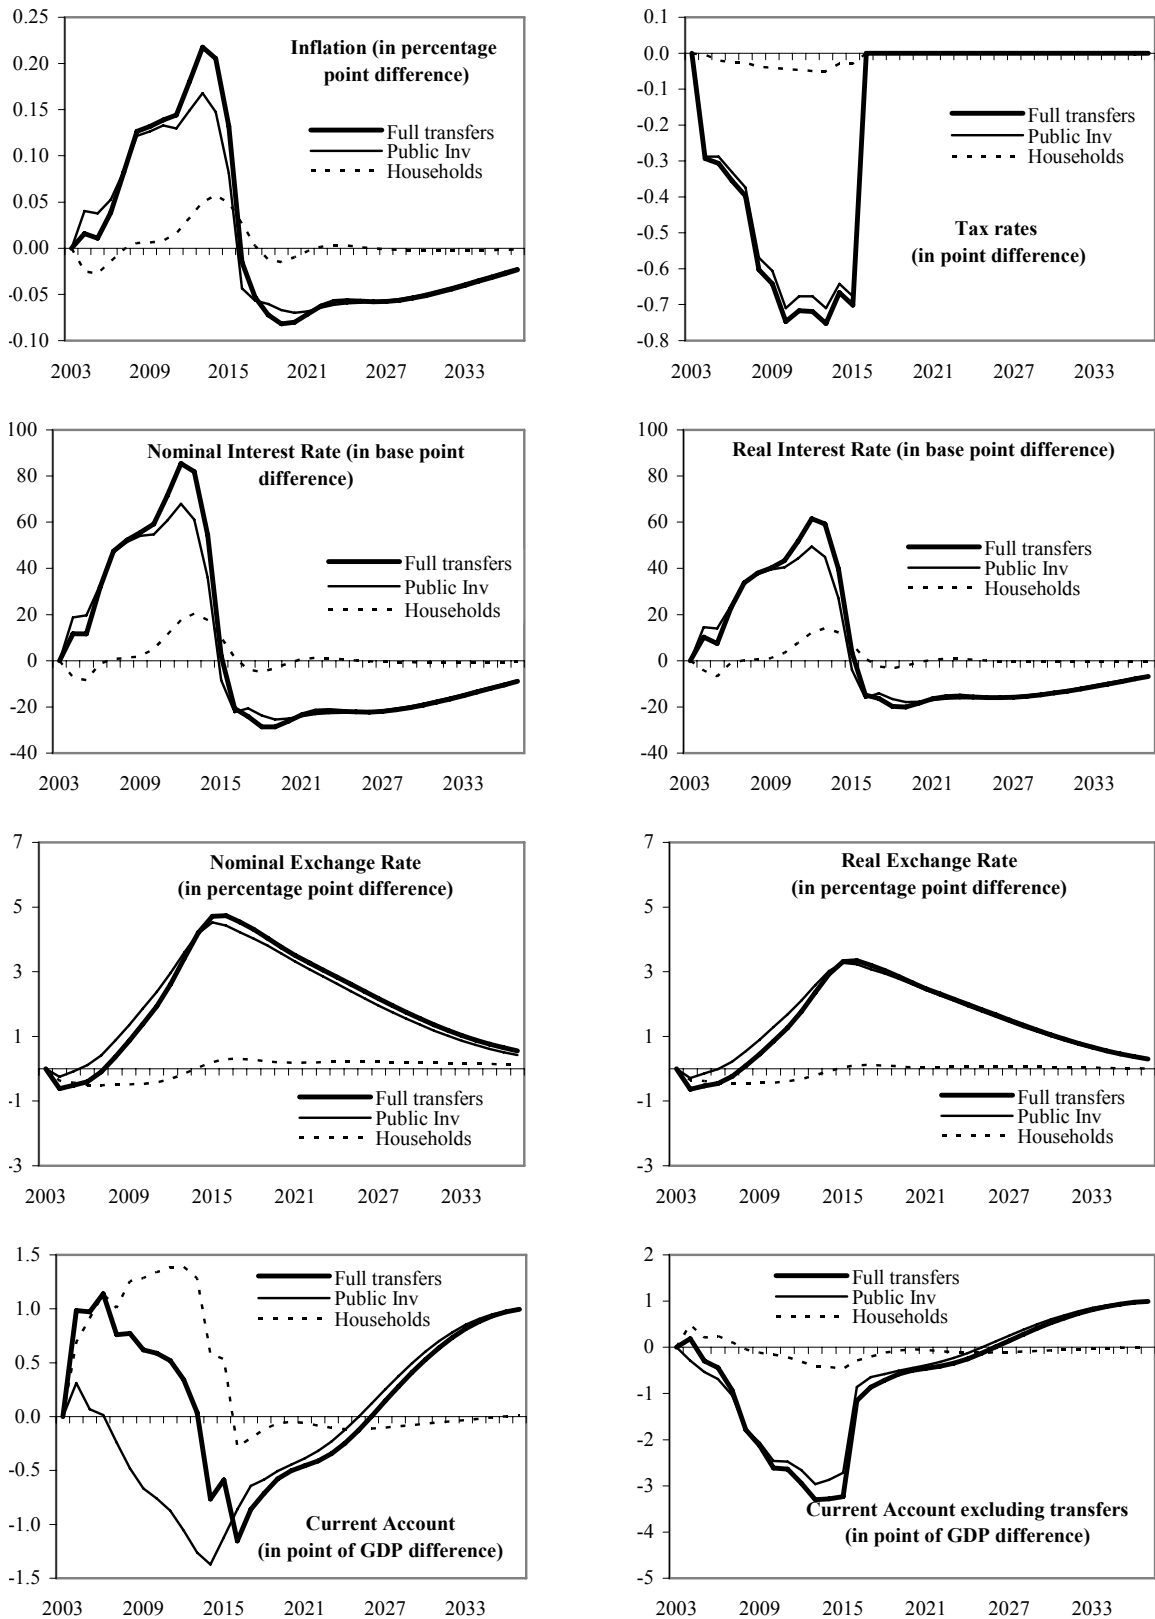 Inflation (in percentage
point difference)
0.25
0.20
0.15
0.10
0.05
0.00
-0.05
-0.10
Full transfers
Public Inv
Households
2003 2009 2015 2021 2027 2033
0.1
0.0
-0.1
-0.2
-0.3
-0.4
-0.5
-0.6
-0.7
-0.8
Full transfers
Public Inv
Households
Tax rates
(in point difference)
2003 2009 2015 2021 2027 2033
Nominal Interest Rate (in base point
difference)
100
80
60
40
20
0
-20
-40
Full transfers
Public Inv
Households
2003 2009 2015 2021 2027 2033
Real Interest Rate (in base point difference)
100
80
60
40
20
0
-20
-40
Full transfers
Public Inv
Households
2003 2009 2015 2021 2027 2033
Nominal Exchange Rate
(in percentage point difference)
7
5
3
1
-1
-3
Full transfers
Public Inv
Households
2003 2009 2015 2021 2027 2033
Real Exchange Rate
(in percentage point difference)
7
5
3
1
-1
-3
Full transfers
Public Inv
Households
2003 2009 2015 2021 2027 2033
1.5
1.0
0.5
0.0
-0.5
-1.0
-1.5
Full transfers
Public Inv
Households
Current Account
(in point of GDP difference)
2003 2009 2015 2021 2027 2033
2
1
0
-1
-2
-3
-4
-5
Full transfers
Public Inv
Households
Current Account excluding transfers
(in point of GDP difference)
2003 2009 2015 2021 2027 2033